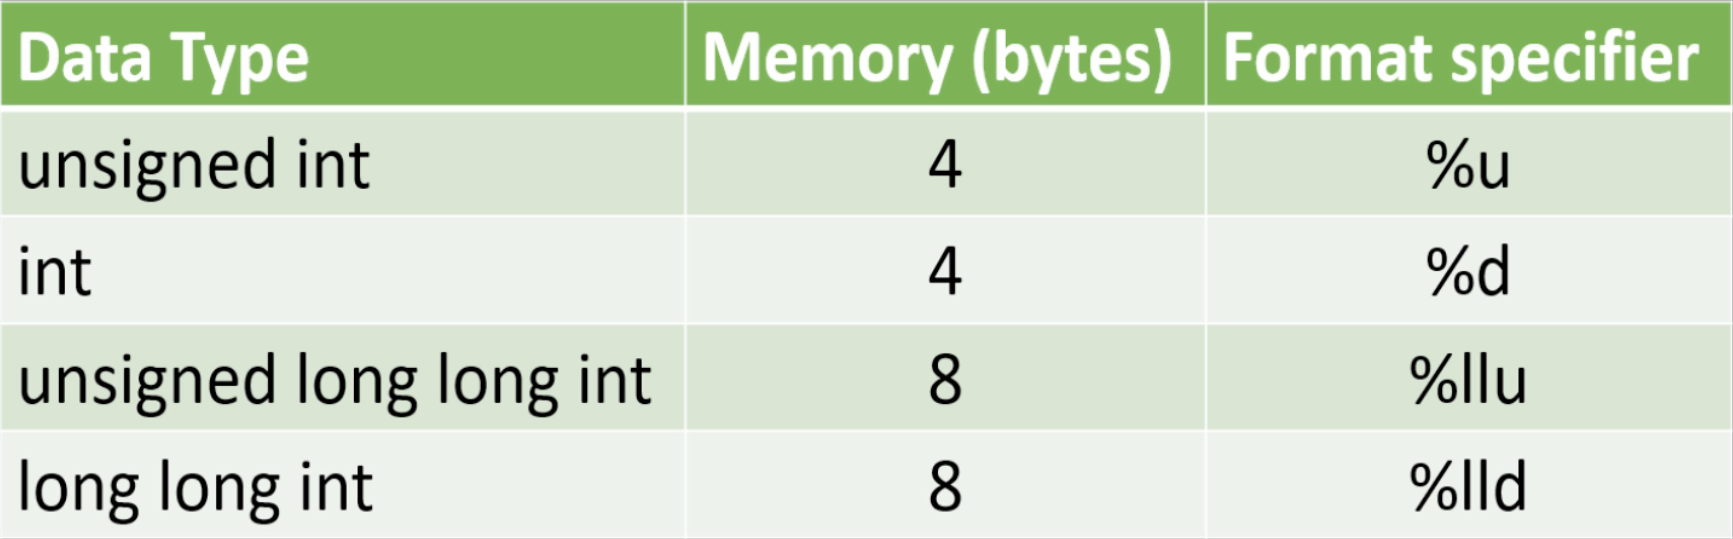 Data Type Memory (bytes) Format specifier
unsigned int 4 %u
int 4 %d
unsigned long long int 8 %llu
long long int 8 %lld